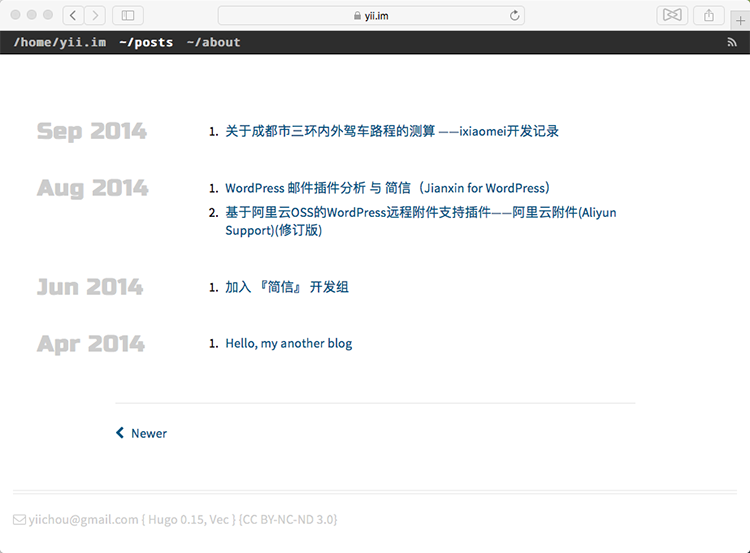 yii.im
/home/yii.im ~/posts ~/about
Sep 2014
1. 关于成都市三环内外驾车路程的测算 ——ixiaomei开发记录
Aug 2014
1. WordPress 邮件插件分析 与 简信（Jianxin for WordPress）
2. 基于阿里云OSS的WordPress远程附件支持插件——阿里云附件(Aliyun
Support)(修订版)
Jun 2014
1. 加入 『简信』 开发组
Apr 2014
1. Hello, my another blog
Newer
yiichou@gmail.com { Hugo 0.15, Vec } {CC BY-NC-ND 3.0}